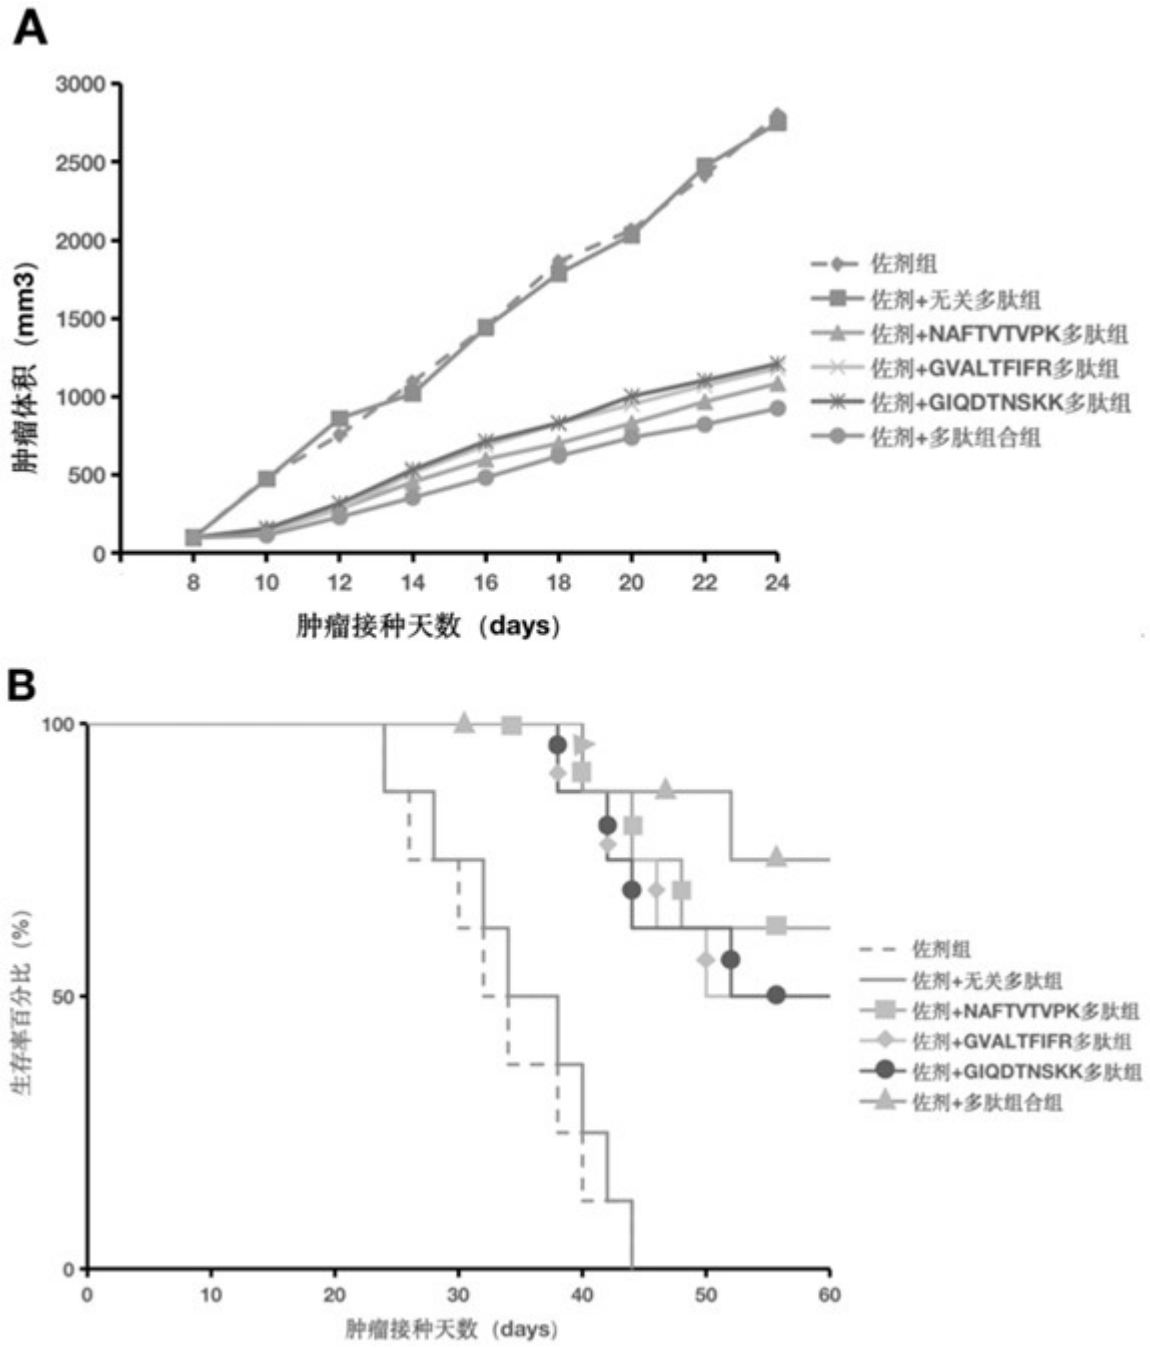 A
3000
2500
2000
1500
1000
500
0
肿瘤体积 (mm3)
8 10 12 14 16 18 20 22 24
肿瘤接种天数 (days)
佐剂组
佐剂+无关多肽组
佐剂+NAFTVTVPK多肽组
佐剂+GVALTFIFR多肽组
佐剂+GIQDTNSKK多肽组
佐剂+多肽组合组
B
100
50
0
生存率百分比 (%)
0 10 20 30 40 50 60
肿瘤接种天数 (days)
佐剂组
佐剂+无关多肽组
佐剂+NAFTVTVPK多肽组
佐剂+GVALTFIFR多肽组
佐剂+GIQDTNSKK多肽组
佐剂+多肽组合组